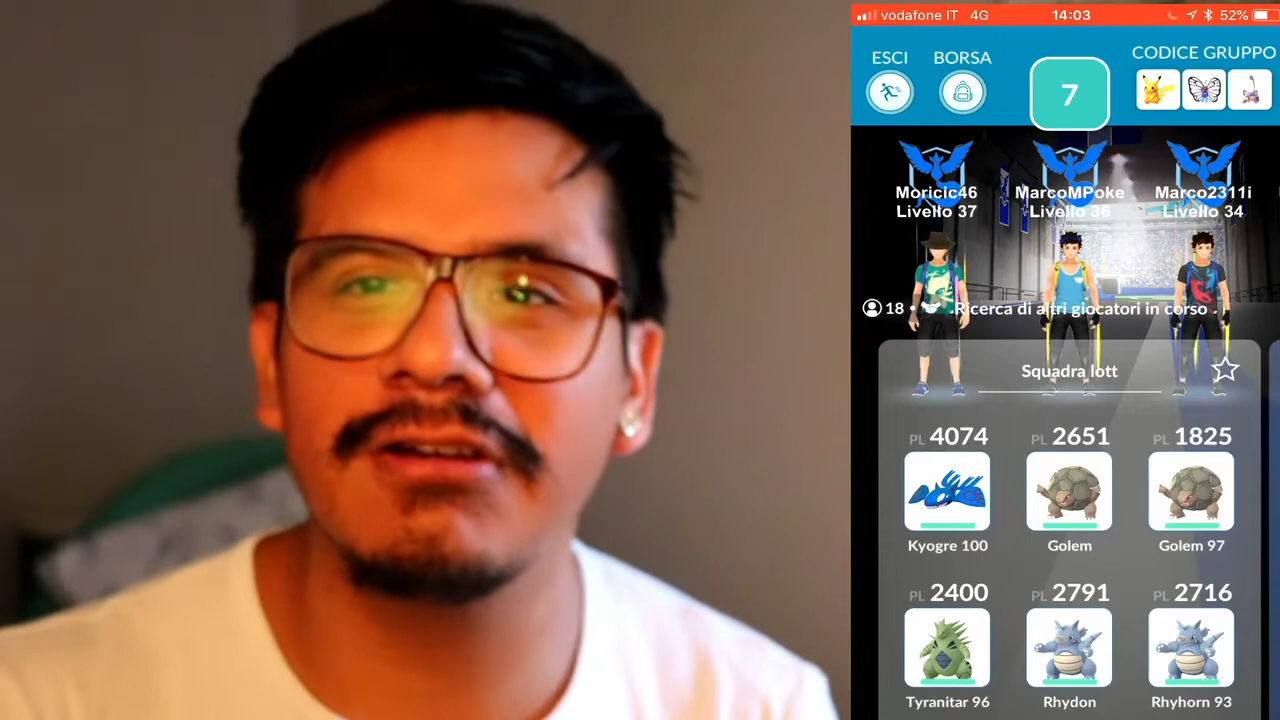 vodafone IT 4G 14:03 52%
ESCI BORSA 7 CODICE GRUPPO
Moricic46 MarcoMPoke Marco2311i
Livello 37 Livello 36 Livello 34
18 • Ricerca di altri giocatori in corso .
Squadra lott
PL 4074 PL 2651 PL 1825
Kyogre 100 Golem Golem 97
PL 2400 PL 2791 PL 2716
Tyranitar 96 Rhydon Rhyhorn 93